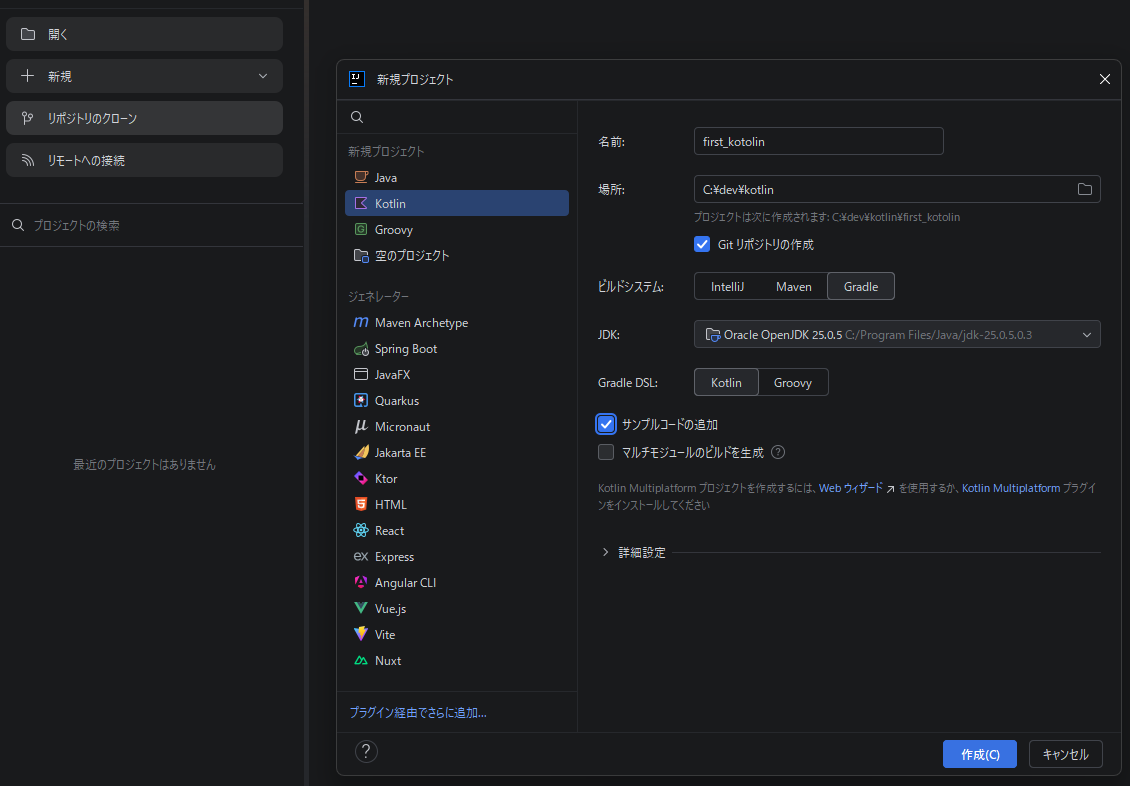 開く
新規
リポジトリのクローン
リモートへの接続
プロジェクトの検索
最近のプロジェクトはありません
新規プロジェクト
新規プロジェクト
Java
Kotlin
Groovy
空のプロジェクト
ジェネレーター
Maven Archetype
Spring Boot
JavaFX
Quarkus
Micronaut
Jakarta EE
Ktor
HTML
React
Express
Angular CLI
Vue.js
Vite
Nuxt
プラグイン経由でさらに追加...
名前: first_kotolin
場所: C:¥dev¥kotlin
プロジェクトは次に作成されます: C:¥dev¥kotlin¥first_kotolin
Git リポジトリの作成
ビルドシステム: IntelliJ Maven Gradle
JDK: Oracle OpenJDK 25.0.5 C:/Program Files/Java/jdk-25.0.5.0.3
Gradle DSL: Kotlin Groovy
サンプルコードの追加
マルチモジュールのビルドを生成 ?
Kotlin Multiplatform プロジェクトを作成するには、Web ウィザード ↗ を使用するか、Kotlin Multiplatform プラグイ
ンをインストールしてください
詳細設定
?
作成(C) キャンセル